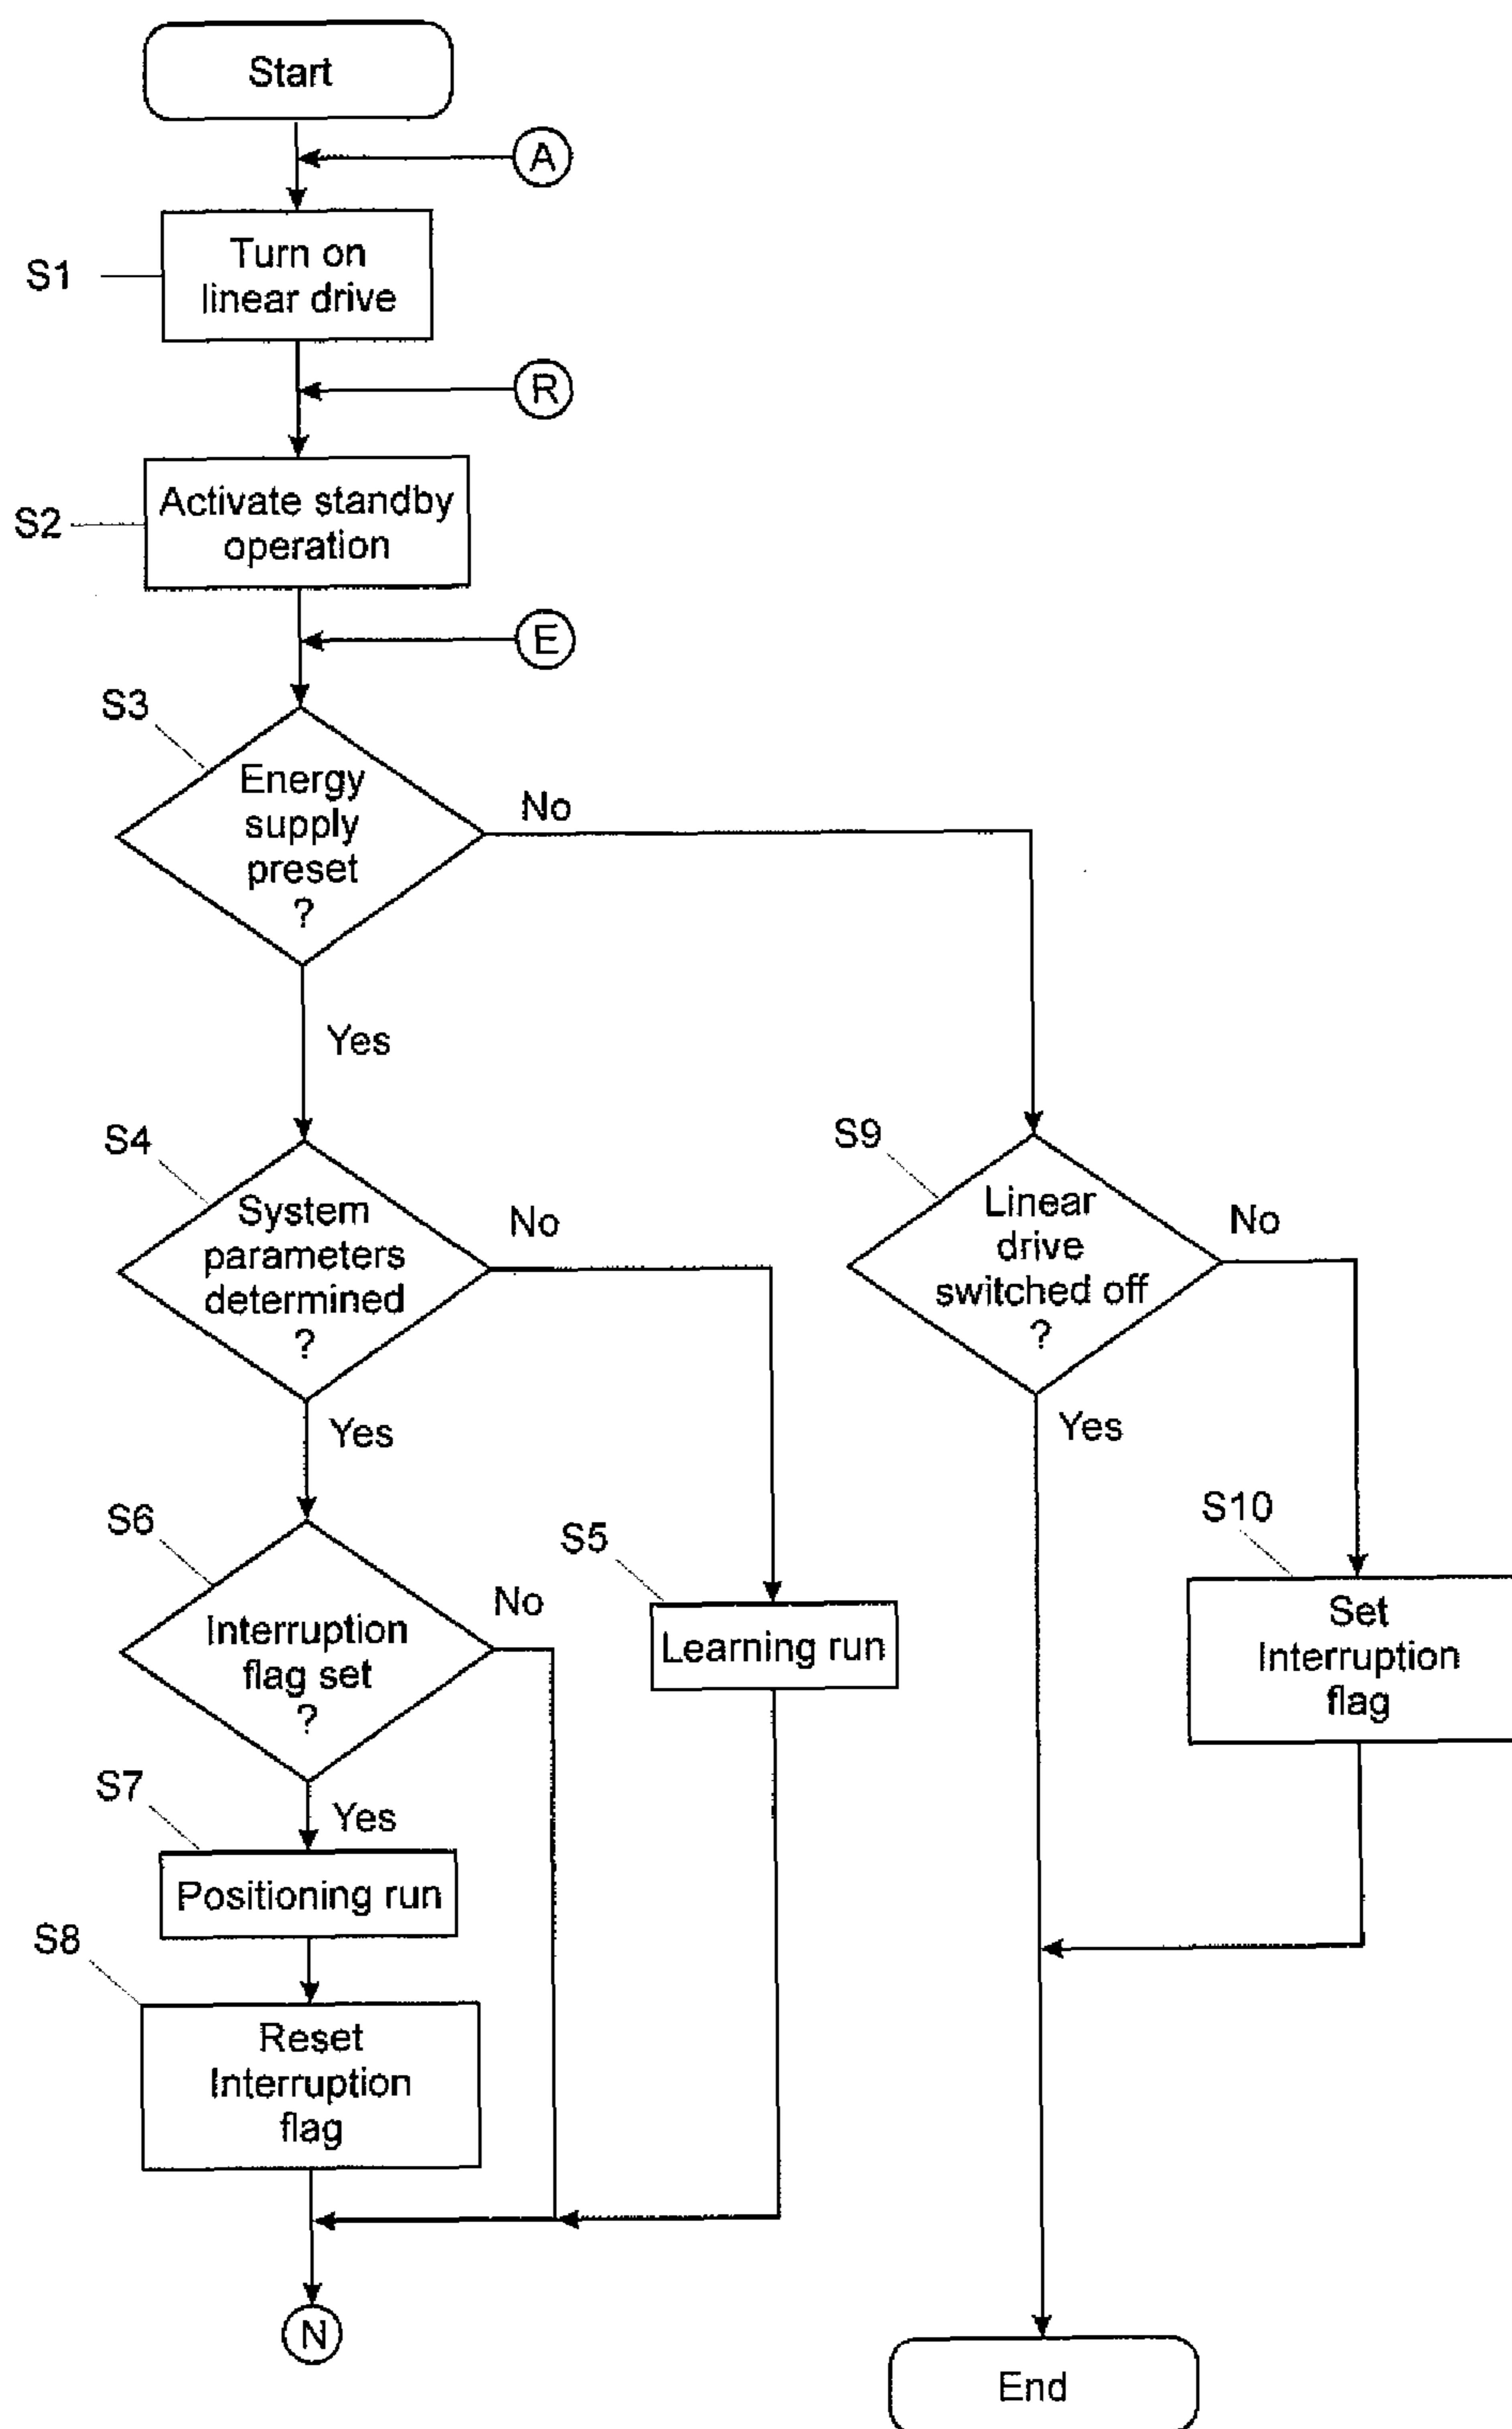 Start
A
S1
Turn on
linear drive
R
S2
Activate standby
operation
E
S3
Energy
supply
preset
?
No
Yes
S4
System
parameters
determined
?
No
Yes
S9
Linear
drive
switched off
?
No
Yes
S6
Interruption
flag set
?
No
Yes
S5
Learning run
S10
Set
Interruption
flag
S7
Positioning run
S8
Reset
Interruption
flag
N
End